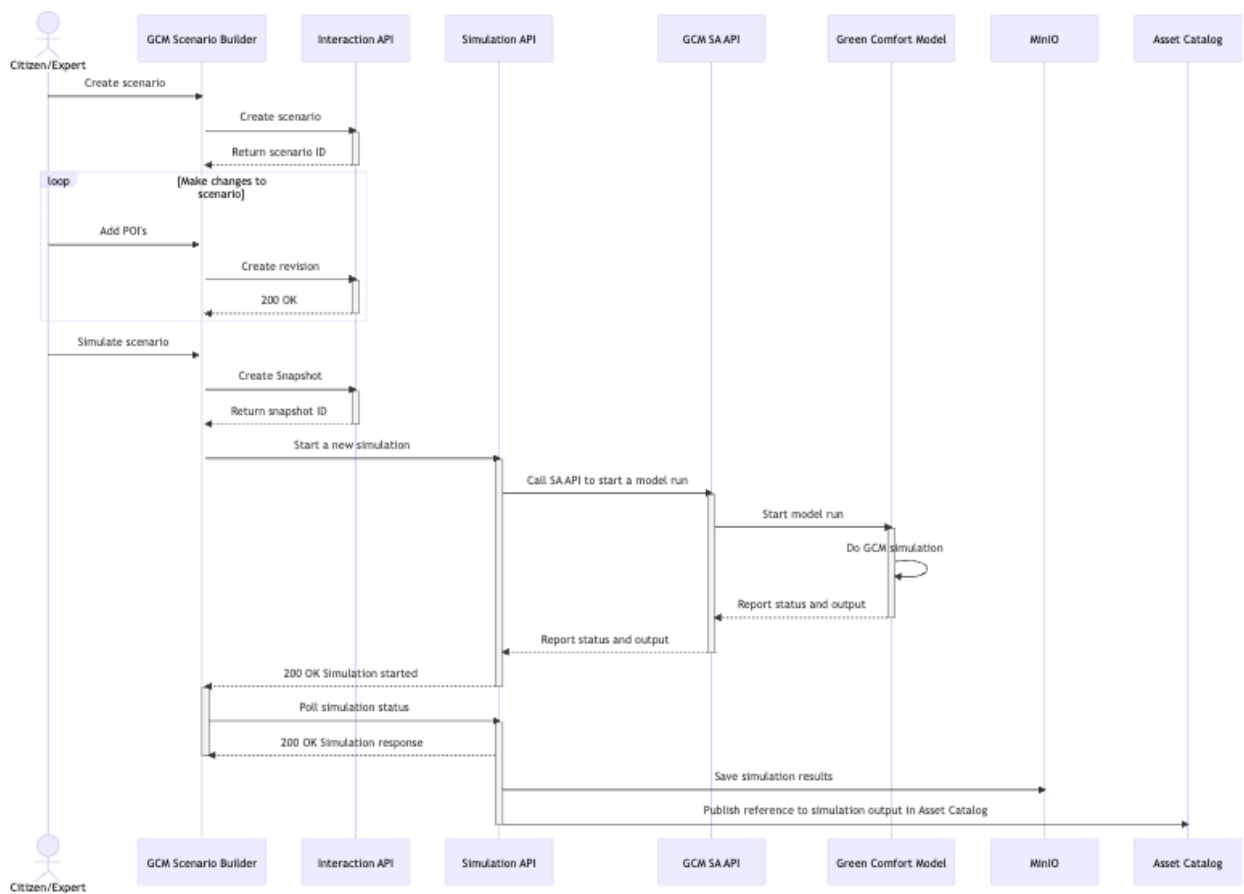 GCM Scenario Builder
Interaction API
Simulation API
GCM SA API
Green Comfort Model
MinIO
Asset Catalog
Citizen/Expert
Create scenario
Create scenario
Return scenario ID
loop
[Make changes to
scenario]
Add POI's
Create revision
200 OK
Simulate scenario
Create Snapshot
Return snapshot ID
Start a new simulation
Call SA API to start a model run
Start model run
Do GCM simulation
Report status and output
Report status and output
200 OK Simulation started
Poll simulation status
200 OK Simulation response
Save simulation results
Publish reference to simulation output in Asset Catalog
GCM Scenario Builder
Interaction API
Simulation API
GCM SA API
Green Comfort Model
MinIO
Asset Catalog
Citizen/Expert